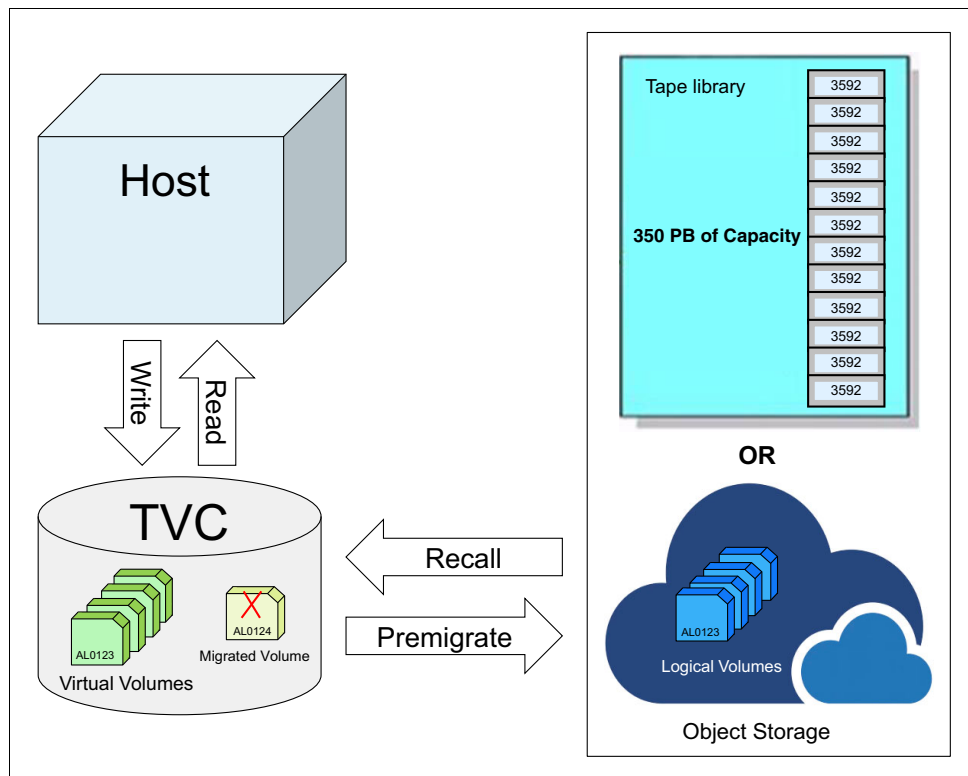 Host
Write
Read
TVC
AL0123
Virtual Volumes
AL0124
Migrated Volume
Recall
Premigrate
Tape library
350 PB of Capacity
3592
3592
3592
3592
3592
3592
3592
3592
3592
3592
3592
3592
OR
AL0123
Logical Volumes
Object Storage